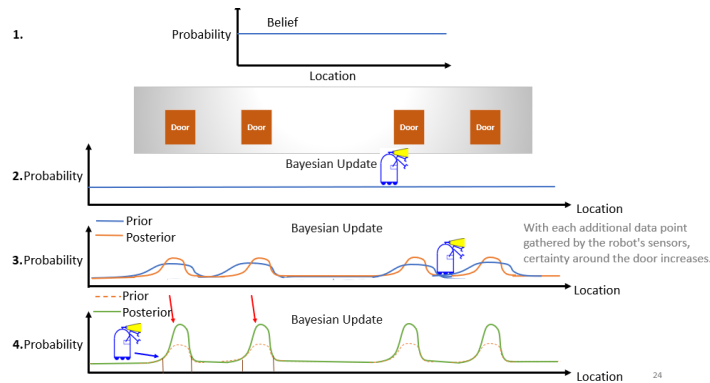 Belief
1.
Probability
Location
Door Door Door Door
Bayesian Update
2. Probability
Location
Prior
Bayesian Update
Posterior
With each additional data point
gathered by the robot's sensors,
certainty around the door increases.
3. Probability
Location
Prior
Posterior
Bayesian Update
4. Probability
Location
24